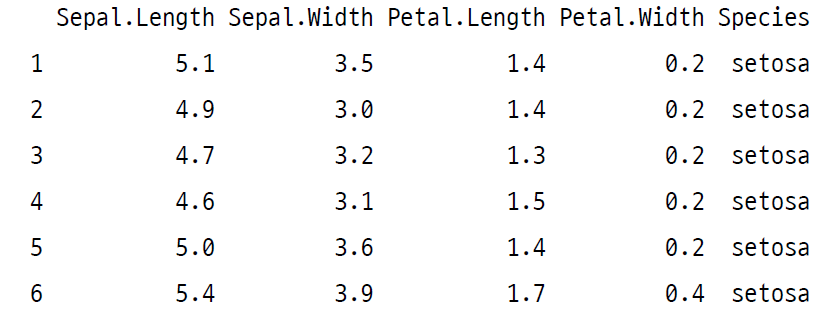 Sepal.Length Sepal.Width Petal.Length Petal.Width Species
1 5.1 3.5 1.4 0.2 setosa
2 4.9 3.0 1.4 0.2 setosa
3 4.7 3.2 1.3 0.2 setosa
4 4.6 3.1 1.5 0.2 setosa
5 5.0 3.6 1.4 0.2 setosa
6 5.4 3.9 1.7 0.4 setosa